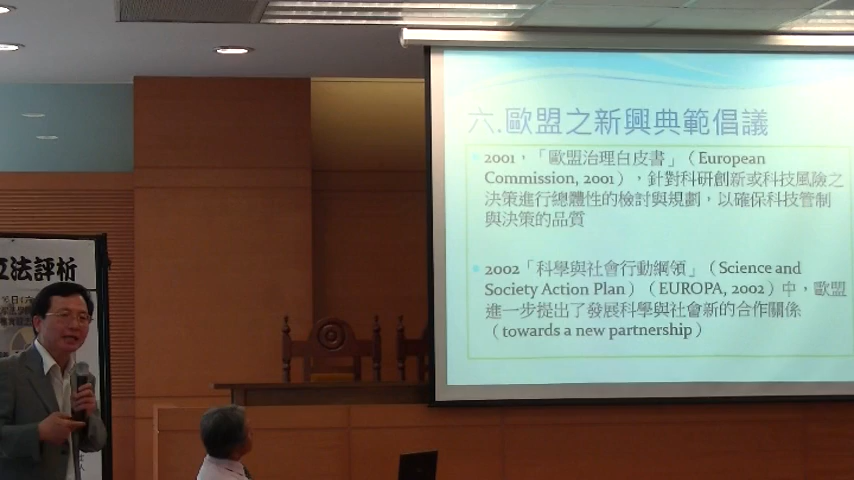 六.歐盟之新興典範倡議
2001，「歐盟治理白皮書」（European
Commission, 2001），針對科研創新或科技風險之
決策進行總體性的檢討與規劃，以確保科技管制
與決策的品質
2002「科學與社會行動綱領」（Science and
Society Action Plan）（EUROPA, 2002）中，歐盟
進一步提出了發展科學與社會新的合作關係
（towards a new partnership）
立法評析